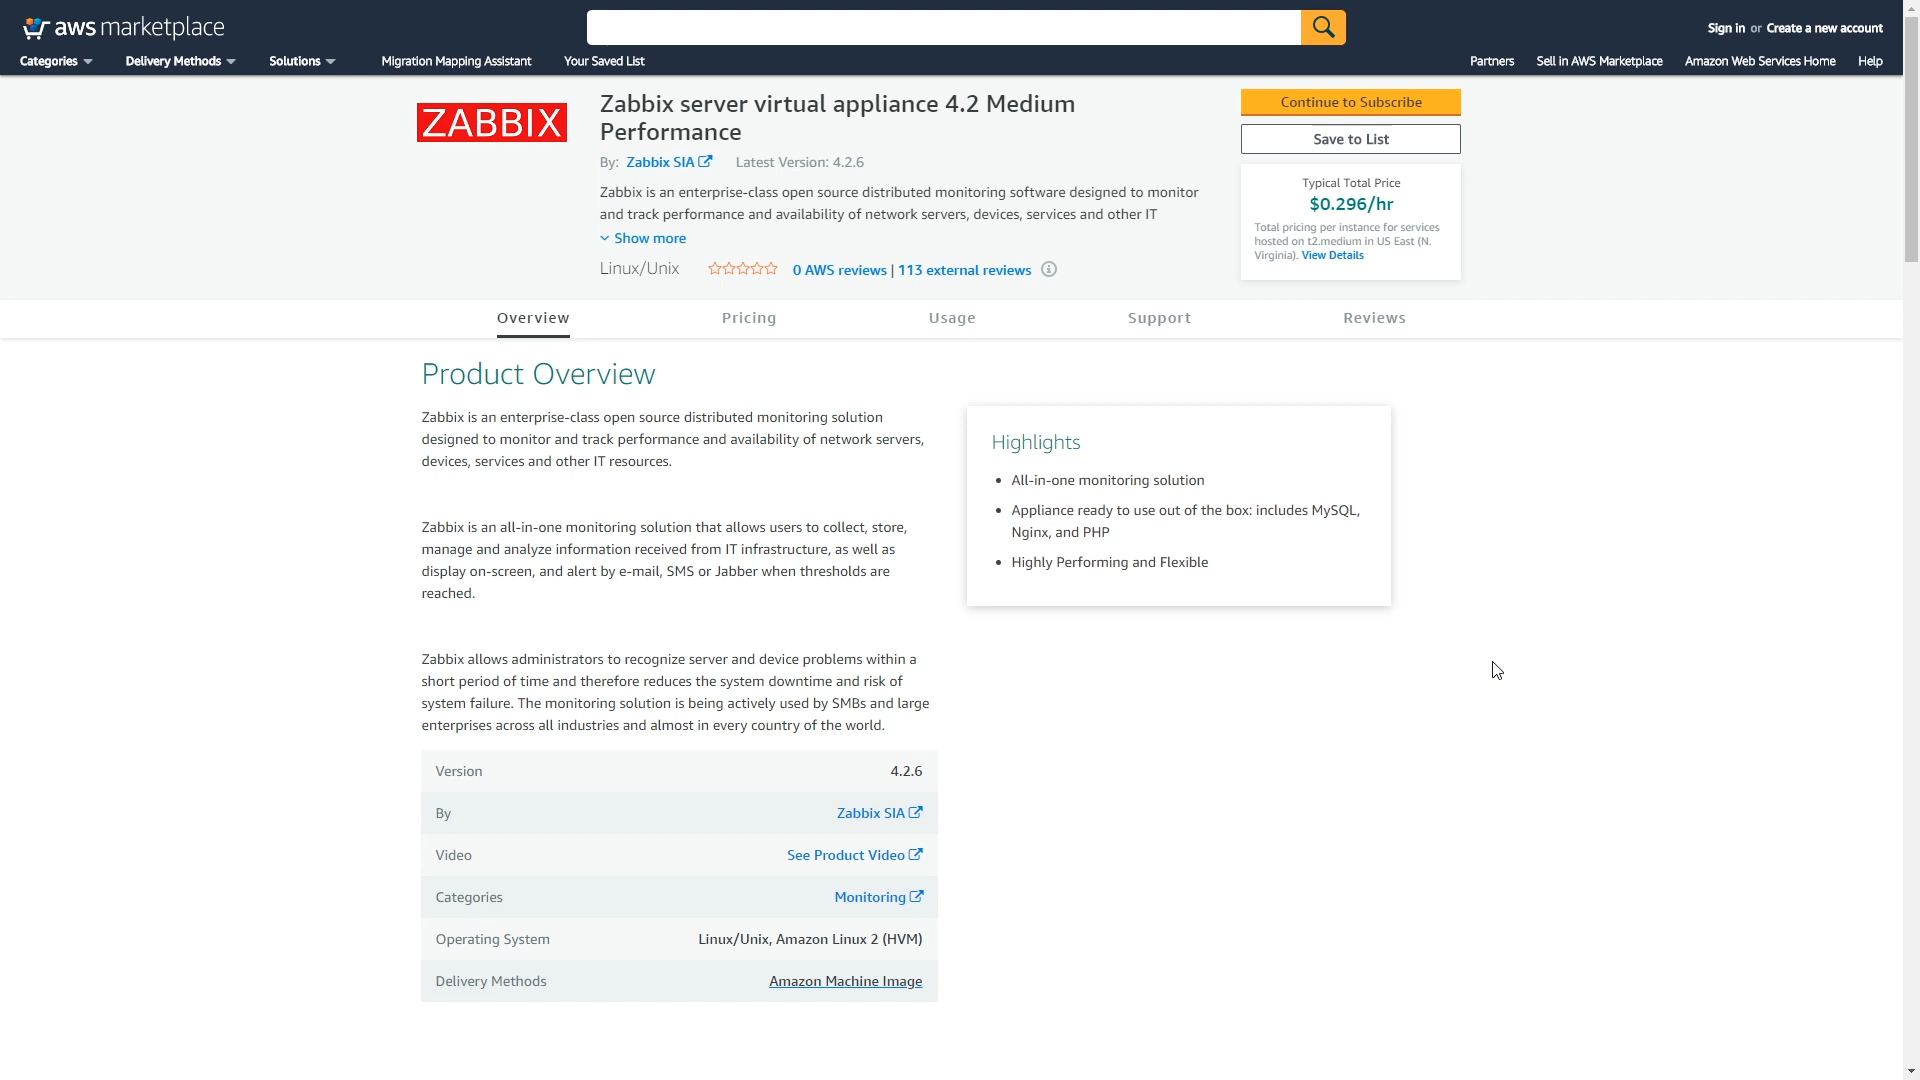 aws marketplace
Sign in or Create a new account
Categories
Delivery Methods
Solutions
Migration Mapping Assistant
Your Saved List
Partners
Sell in AWS Marketplace
Amazon Web Services Home
Help
ZABBIX
Zabbix server virtual appliance 4.2 Medium
Performance
By: Zabbix SIA
Latest Version: 4.2.6
Zabbix is an enterprise-class open source distributed monitoring software designed to monitor
and track performance and availability of network servers, devices, services and other IT
Show more
Linux/Unix
0 AWS reviews | 113 external reviews
Continue to Subscribe
Save to List
Typical Total Price
$0.296/hr
Total pricing per instance for services
hosted on t2.medium in US East (N.
Virginia). View Details
Overview
Pricing
Usage
Support
Reviews
Product Overview
Zabbix is an enterprise-class open source distributed monitoring solution
designed to monitor and track performance and availability of network servers,
devices, services and other IT resources.
Zabbix is an all-in-one monitoring solution that allows users to collect, store,
manage and analyze information received from IT infrastructure, as well as
display on-screen, and alert by e-mail, SMS or Jabber when thresholds are
reached.
Zabbix allows administrators to recognize server and device problems within a
short period of time and therefore reduces the system downtime and risk of
system failure. The monitoring solution is being actively used by SMBs and large
enterprises across all industries and almost in every country of the world.
Highlights
All-in-one monitoring solution
Appliance ready to use out of the box: includes MySQL,
Nginx, and PHP
Highly Performing and Flexible
Version 4.2.6
By Zabbix SIA
Video See Product Video
Categories Monitoring
Operating System Linux/Unix, Amazon Linux 2 (HVM)
Delivery Methods Amazon Machine Image